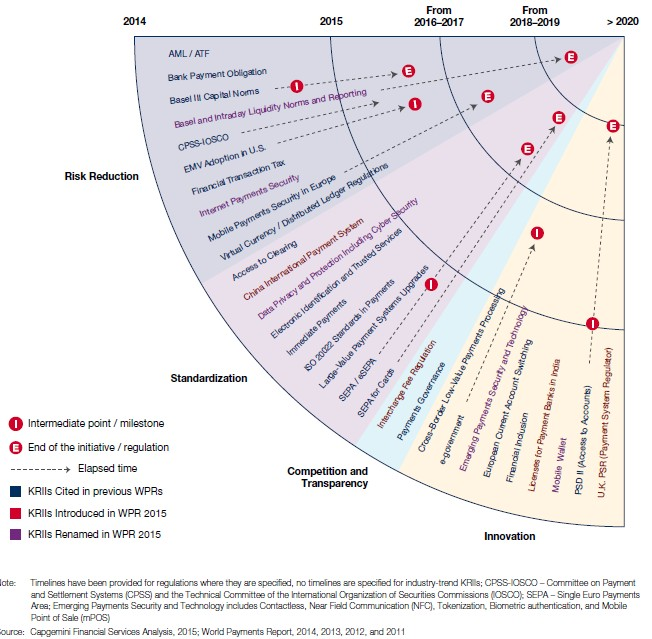 2014
2015
From
2016–2017
From
2018–2019
> 2020
AML / ATF
Bank Payment Obligation
Basel III Capital Norms
Basel and Intraday Liquidity Norms and Reporting
CPSS-IOSCO
EMV Adoption in U.S.
Financial Transaction Tax
Internet Payments Security
Mobile Payments Security in Europe
Virtual Currency / Distributed Ledger Regulations
Access to Clearing
China International Payment System
Data Privacy and Protection Including Cyber Security
Electronic Identification and Trusted Services
Immediate Payments
ISO 20022 Standards in Payments
Large-Value Payment Systems Upgrades
SEPA / eSEPA
SEPA for Cards
Interchange Fee Regulation
Payments Governance
Cross-Border Low-Value Payments Processing
e-government
Emerging Payments Security and Technology
European Current Account Switching
Financial Inclusion
Licenses for Payment Banks in India
Mobile Wallet
PSD II (Access to Accounts)
U.K. PSR (Payment System Regulator)
I
E
E
I
E
E
E
E
I
I
I
Risk Reduction
Standardization
Competition and
Transparency
Innovation
I Intermediate point / milestone
E End of the initiative / regulation
Elapsed time
KRIIs Cited in previous WPRs
KRIIs Introduced in WPR 2015
KRIIs Renamed in WPR 2015
Note: Timelines have been provided for regulations where they are specified, no timelines are specified for industry-trend KRIIs; CPSS-IOSCO – Committee on Payment
and Settlement Systems (CPSS) and the Technical Committee of the International Organization of Securities Commissions (IOSCO); SEPA – Single Euro Payments
Area; Emerging Payments Security and Technology includes Contactless, Near Field Communication (NFC), Tokenization, Biometric authentication, and Mobile
Point of Sale (mPOS)
Source: Capgemini Financial Services Analysis, 2015; World Payments Report, 2014, 2013, 2012, and 2011